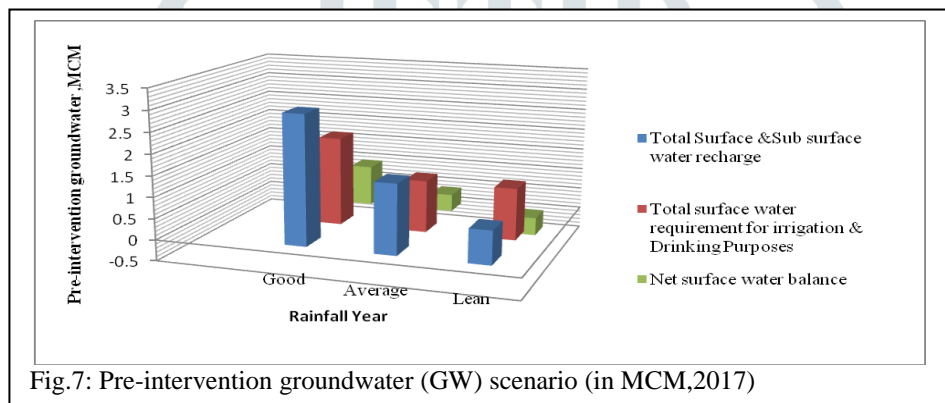 Pre-intervention groundwater ,MCM
3.5
3
2.5
2
1.5
1
0.5
0
-0.5
Good
Average
Lean
Rainfall Year
Total Surface &Sub surface
water recharge
Total surface water
requirement for irrigation &
Drinking Purposes
Net surface water balance
Fig.7: Pre-intervention groundwater (GW) scenario (in MCM,2017)